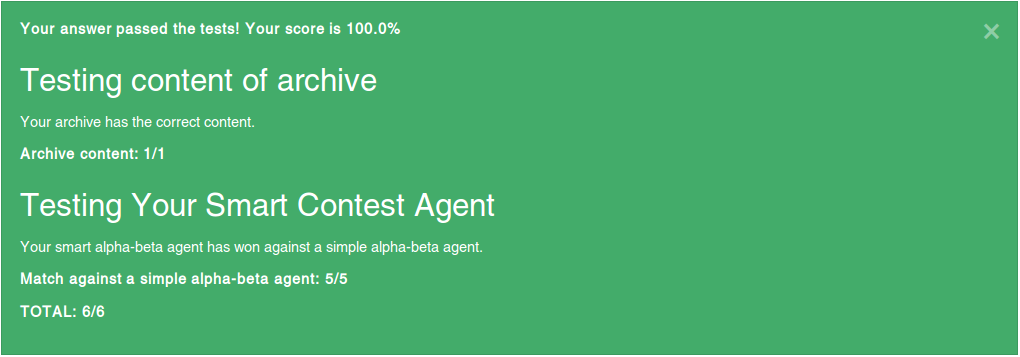 Your answer passed the tests! Your score is 100.0%
Testing content of archive
Your archive has the correct content.
Archive content: 1/1
Testing Your Smart Contest Agent
Your smart alpha-beta agent has won against a simple alpha-beta agent.
Match against a simple alpha-beta agent: 5/5
TOTAL: 6/6